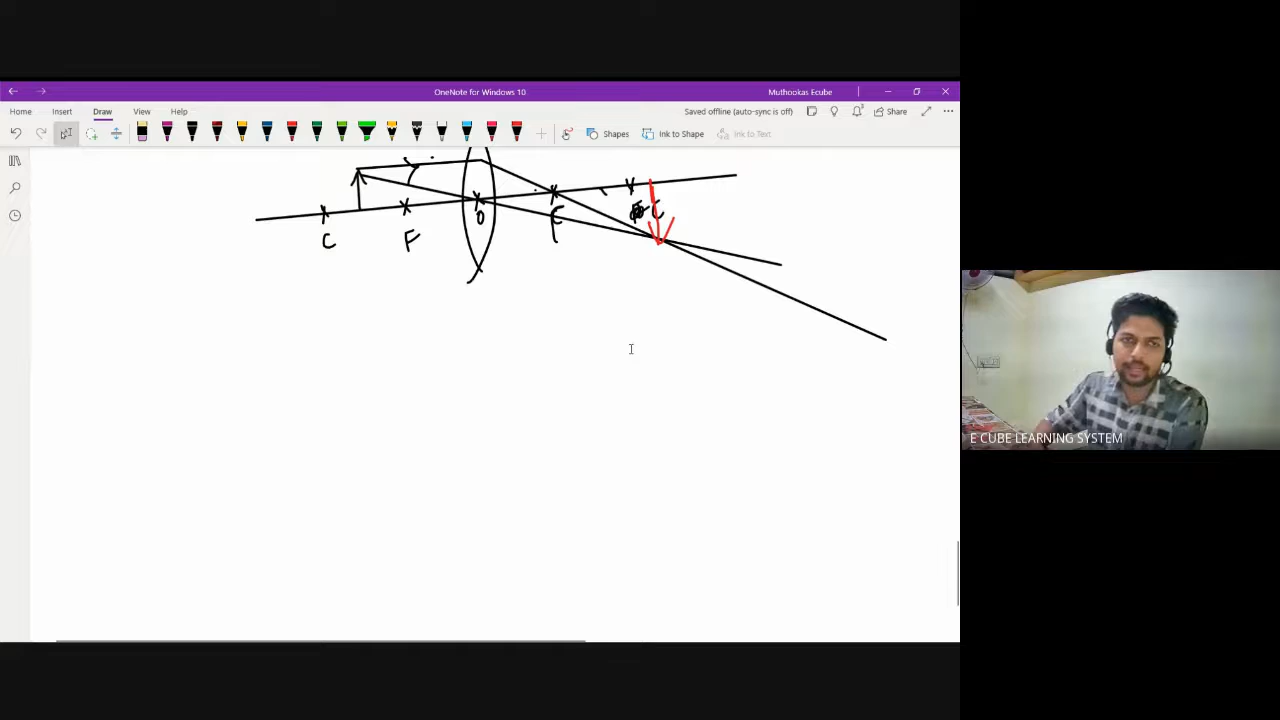 OneNote for Windows 10
Muthookas Ecube
Home Insert Draw View Help
Saved offline (auto-sync is off)
Share
Shapes
Ink to Shape
Ink to Text
C F O F C
E CUBE LEARNING SYSTEM